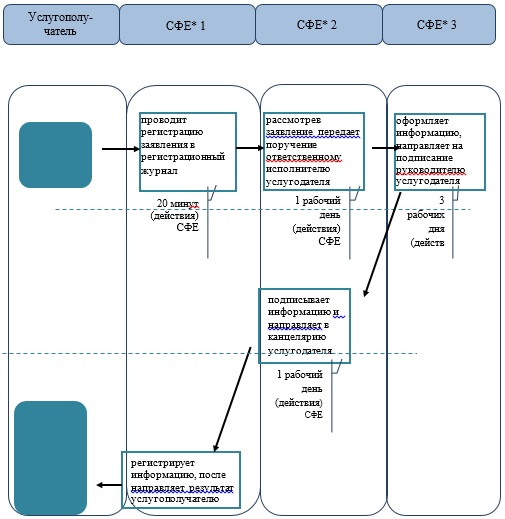 Услугополу-
чатель
СФЕ* 1
СФЕ* 2
СФЕ* 3
проводит
регистрацию
заявления в
регистрационный
журнал
рассмотрев
заявление передает
поручение
ответственному
исполнителю
услугодателя
оформляет
информацию,
направляет на
подписание
руководителю
услугодателя
20 минут
(действия)
СФЕ
1 рабочий
день
(действия)
СФЕ
3
рабочих
дня
(действ
подписывает
информацию и
направляет в
канцелярию
услугодателя
1 рабочий
день
(действия)
СФЕ
регистрирует
информацию, после
направляет результат
услугополучателю